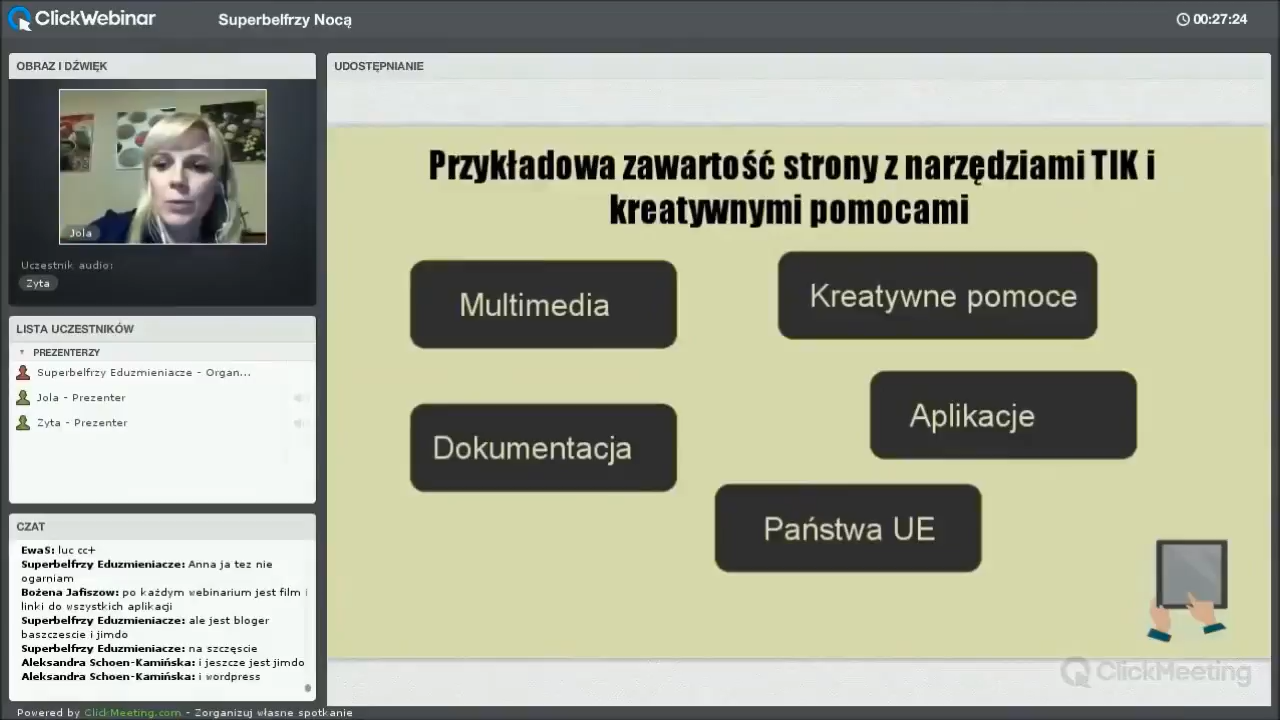 ClickWebinar
Superbelfrzy Nocą
00:27:24
OBRAZ I DŹWIĘK
Jola
Uczestnik audio:
Zyta
LISTA UCZESTNIKÓW
PREZENTERZY
Superbelfrzy Eduzmieniacze - Organ...
Jola - Prezenter
Zyta - Prezenter
CZAT
EwaS: luc cc+
Superbelfrzy Eduzmieniacze: Anna ja tez nie
ogarniam
Bożena Jafiszow: po każdym webinarium jest film i
linki do wszystkich aplikacji
Superbelfrzy Eduzmieniacze: ale jest bloger
baszczescie i jimdo
Superbelfrzy Eduzmieniacze: na szczęście
Aleksandra Schoen-Kamińska: i jeszcze jest jimdo
Aleksandra Schoen-Kamińska: i wordpress
UDOSTĘPNIANIE
Przykładowa zawartość strony z narzędziami TIK i
kreatywnymi pomocami
Multimedia
Kreatywne pomoce
Aplikacje
Dokumentacja
Państwa UE
ClickMeeting
Powered by ClickMeeting.com - Zorganizuj własne spotkanie